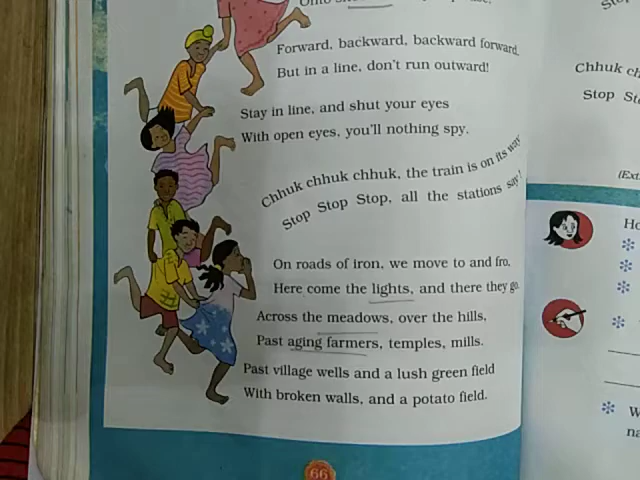 Forward, backward, backward forward,
But in a line, don't run outward!
Stay in line, and shut your eyes
With open eyes, you'll nothing spy.
Chhuk chhuk chhuk, the train is on its way
Stop Stop Stop, all the stations say!
On roads of iron, we move to and fro,
Here come the lights, and there they go.
Across the meadows, over the hills,
Past aging farmers, temples, mills.
Past village wells and a lush green field
With broken walls, and a potato field.
66
Chhuk
Stop